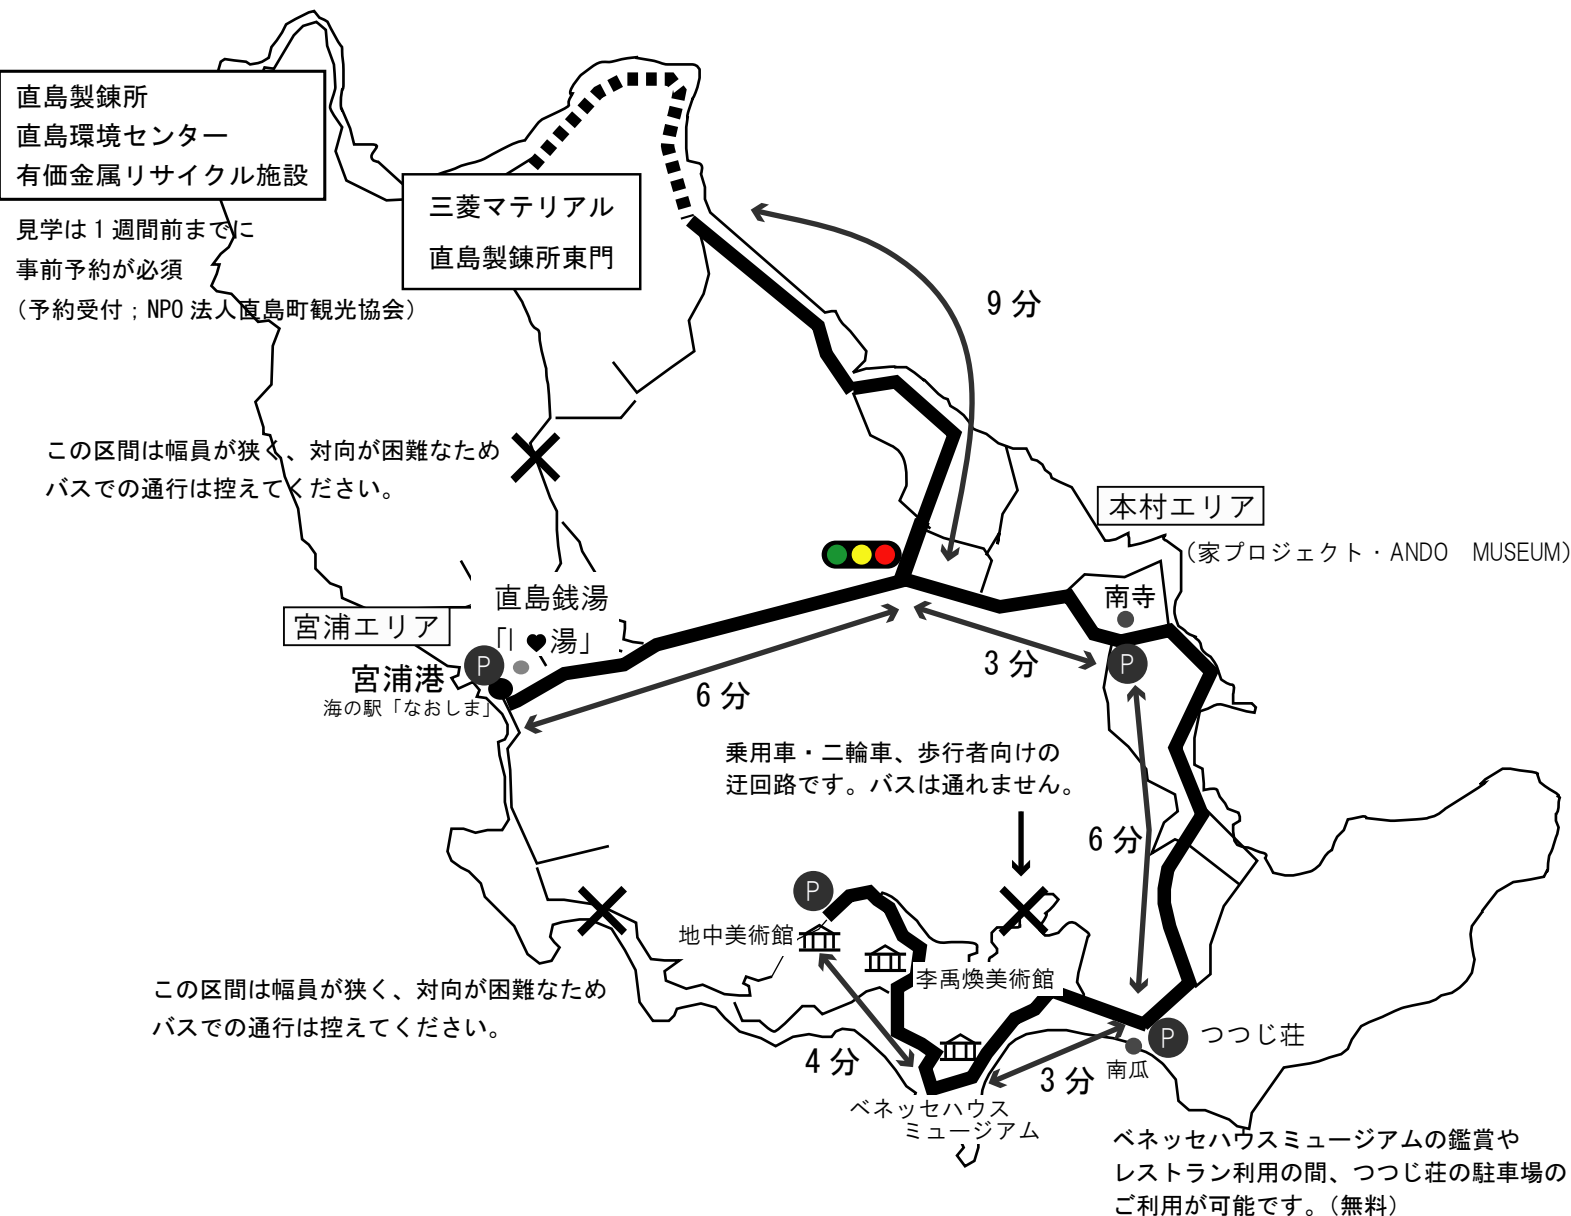 直島製錬所
直島環境センター
有価金属リサイクル施設
見学は1週間前までに
事前予約が必須
（予約受付；NPO法人直島町観光協会）
三菱マテリアル
直島製錬所東門
9分
この区間は幅員が狭く、対向が困難なため
バスでの通行は控えてください。
本村エリア
（家プロジェクト・ANDO　MUSEUM）
南寺
P
直島銭湯
「I♥湯」
宮浦エリア
P
宮浦港
海の駅「なおしま」
6分
3分
乗用車・二輪車、歩行者向けの
迂回路です。バスは通れません。
6分
P
地中美術館
李禹煥美術館
この区間は幅員が狭く、対向が困難なため
バスでの通行は控えてください。
4分
3分
P
つつじ荘
南瓜
ベネッセハウス
ミュージアム
ベネッセハウスミュージアムの鑑賞や
レストラン利用の間、つつじ荘の駐車場の
ご利用が可能です。（無料）